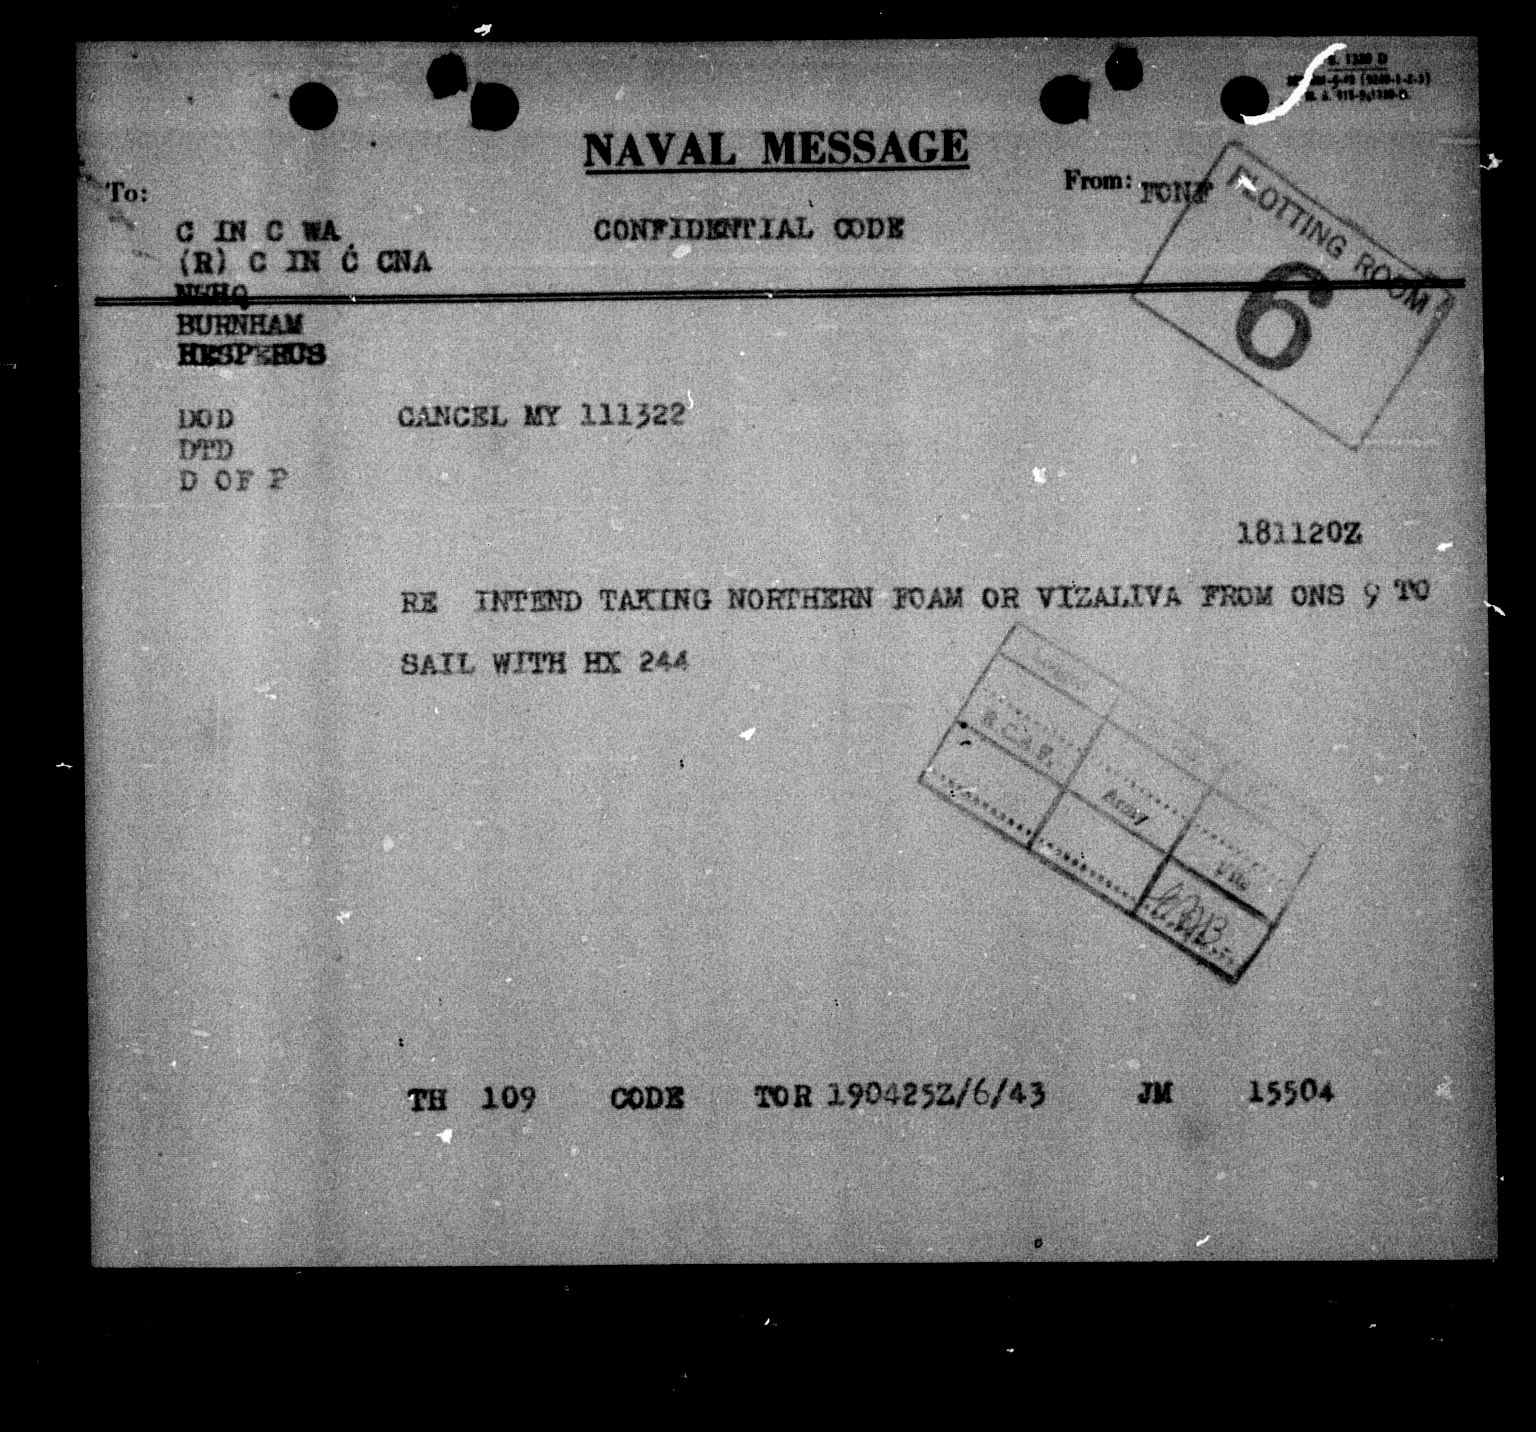 NAVAL MESSAGE
To:
From: FONF
C IN C WA
CONFIDENTIAL CODE
(R) C IN C CNA
NSHQ
BURNHAM
HESPERUS
PLOTTING ROOM
6
DOD
CANCEL MY 111322
DTD
D OF P
181120Z
RE INTEND TAKING NORTHERN FOAM OR VIZALIVA FROM ONS 9 TO
SAIL WITH HX 244
R.C.A.F.
Army
TH 109 CODE TOR 190425Z/6/43 JM 15504